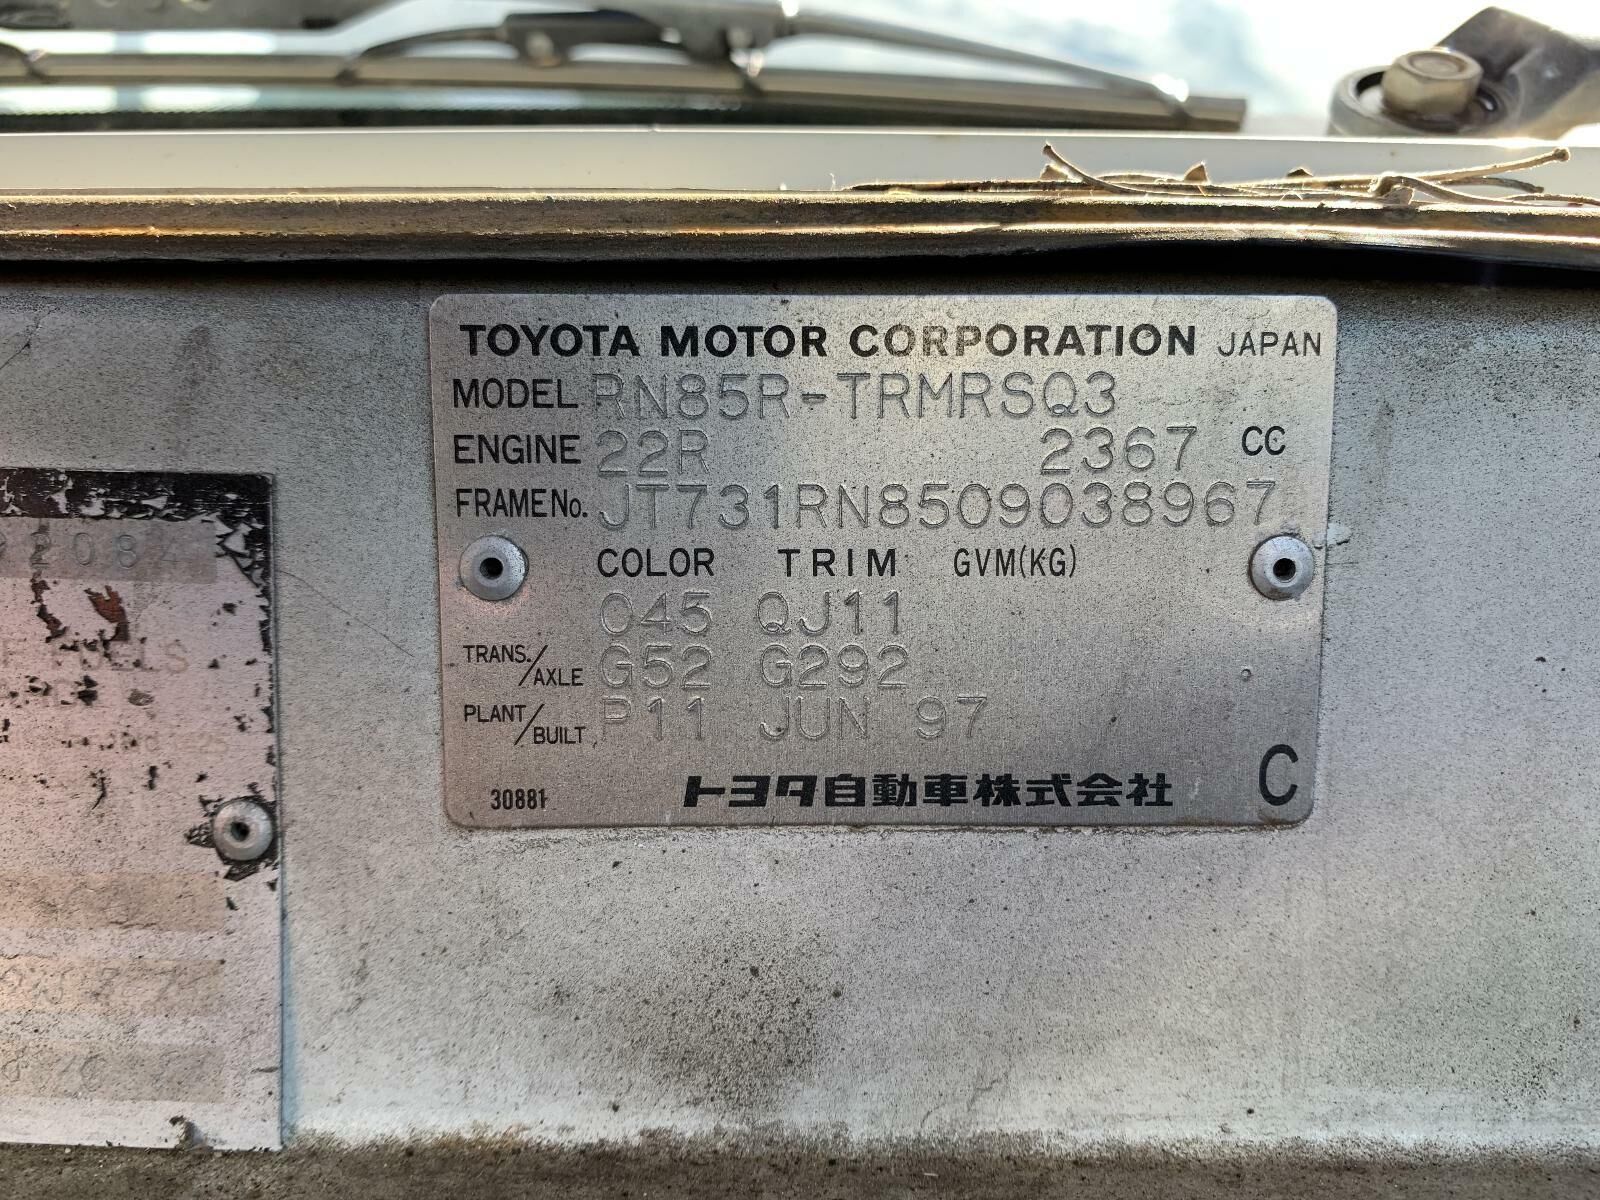 TOYOTA MOTOR CORPORATION JAPAN
MODEL RN85R-TRMRSQ3
ENGINE 22R 2367 CC
FRAME No. JT731RN8509038967
COLOR TRIM GVM(KG)
045 QJ11
TRANS./AXLE G52 G292
PLANT/BUILT P11 JUN 97
30881 トヨタ自動車株式会社 C